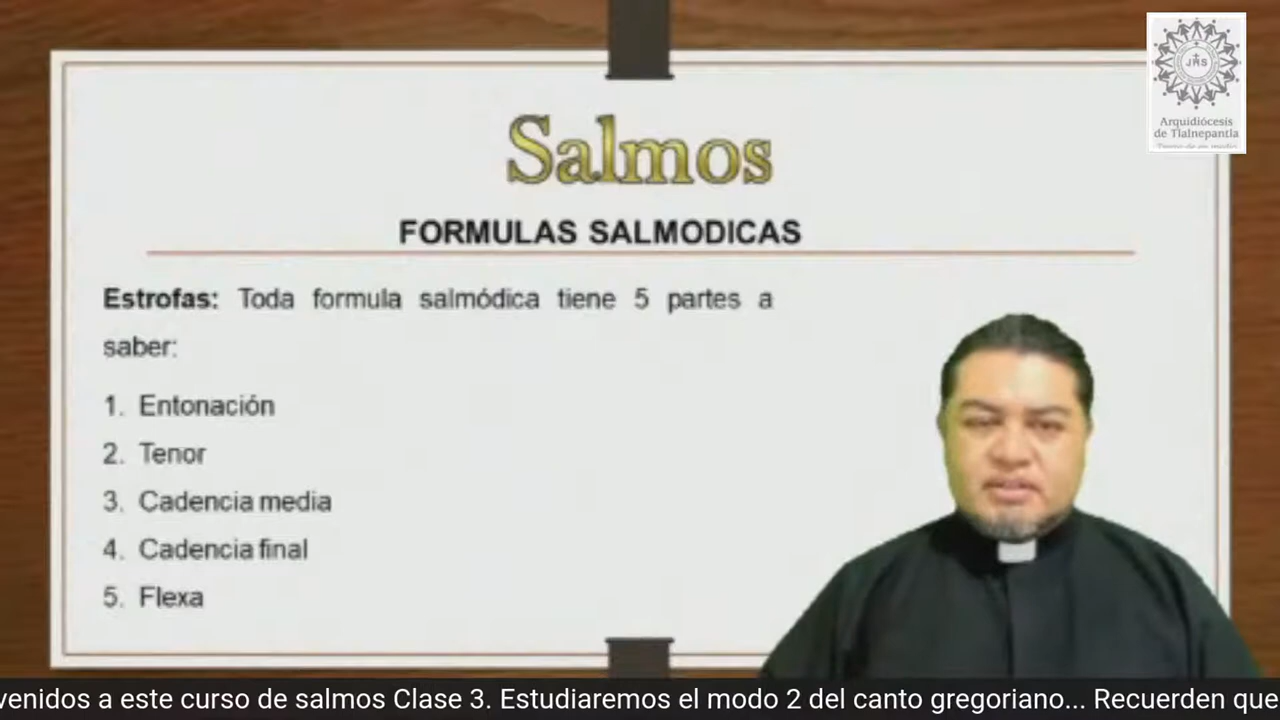 Salmos
FORMULAS SALMODICAS
Estrofas: Toda formula salmódica tiene 5 partes a
saber:
1. Entonación
2. Tenor
3. Cadencia media
4. Cadencia final
5. Flexa
JHS
Arquidiócesis
de Tlalnepantla
venidos a este curso de salmos Clase 3. Estudiaremos el modo 2 del canto gregoriano... Recuerden que